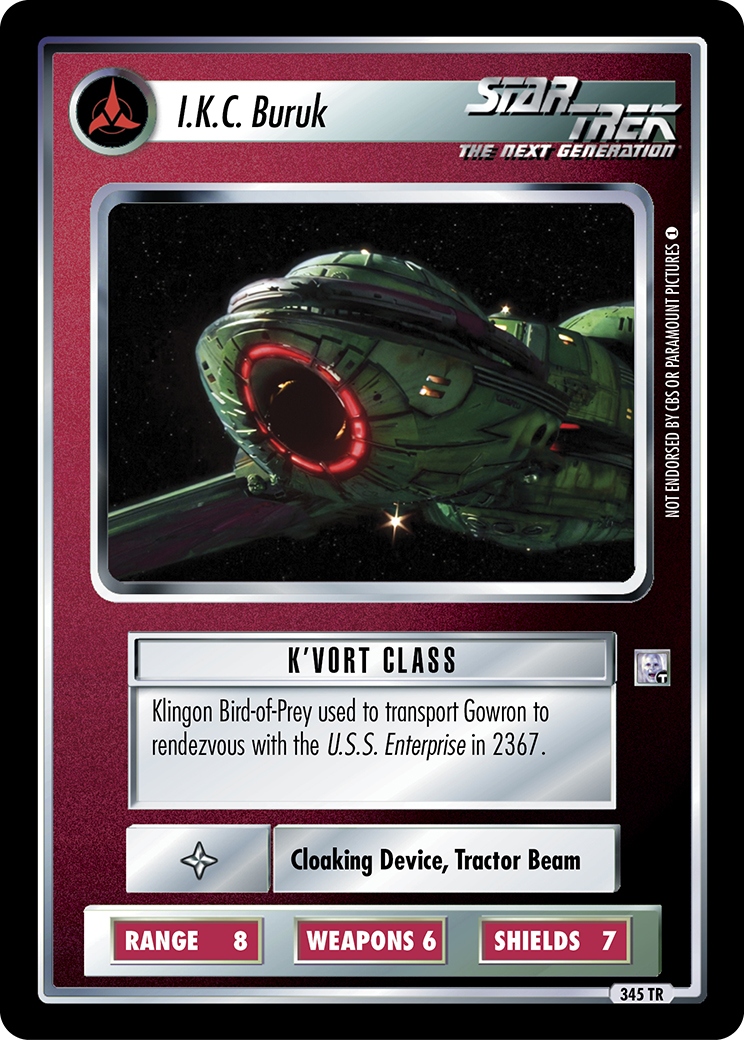 I.K.C. Buruk
STAR TREK
THE NEXT GENERATION
NOT ENDORSED BY CBS OR PARAMOUNT PICTURES 1
K'VORT CLASS
T
Klingon Bird-of-Prey used to transport Gowron to
rendezvous with the U.S.S. Enterprise in 2367.
Cloaking Device, Tractor Beam
RANGE 8 WEAPONS 6 SHIELDS 7
345 TR